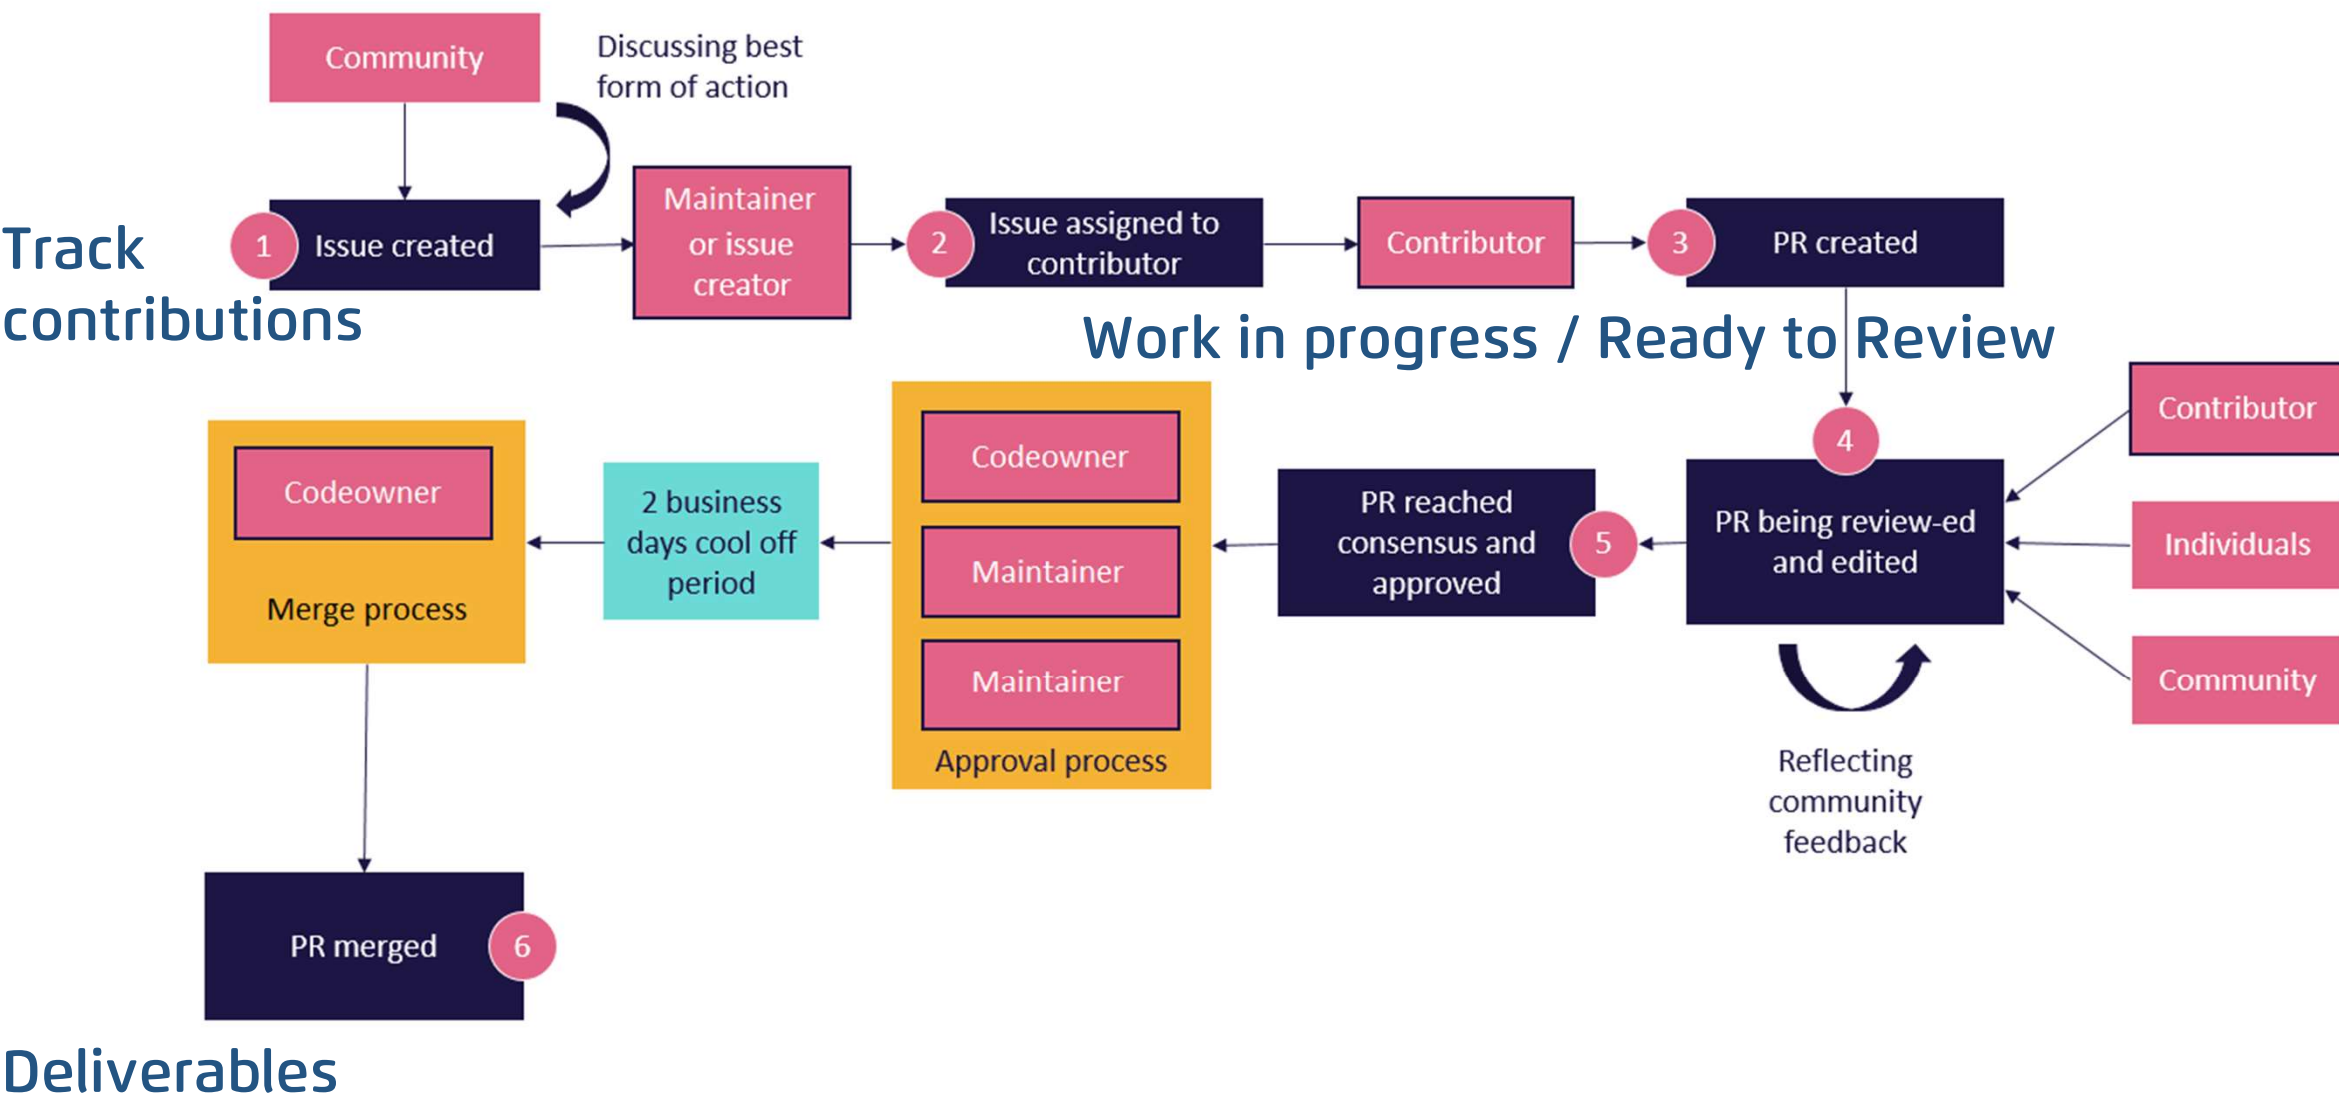 Community
Discussing best
form of action
Track
contributions
1
Issue created
Maintainer
or issue
creator
2
Issue assigned to
contributor
Contributor
3
PR created
Work in progress / Ready to Review
Contributor
Individuals
Community
4
PR being review-ed
and edited
Reflecting
community
feedback
5
PR reached
consensus and
approved
Codeowner
Maintainer
Maintainer
Approval process
2 business
days cool off
period
Codeowner
Merge process
PR merged
6
Deliverables